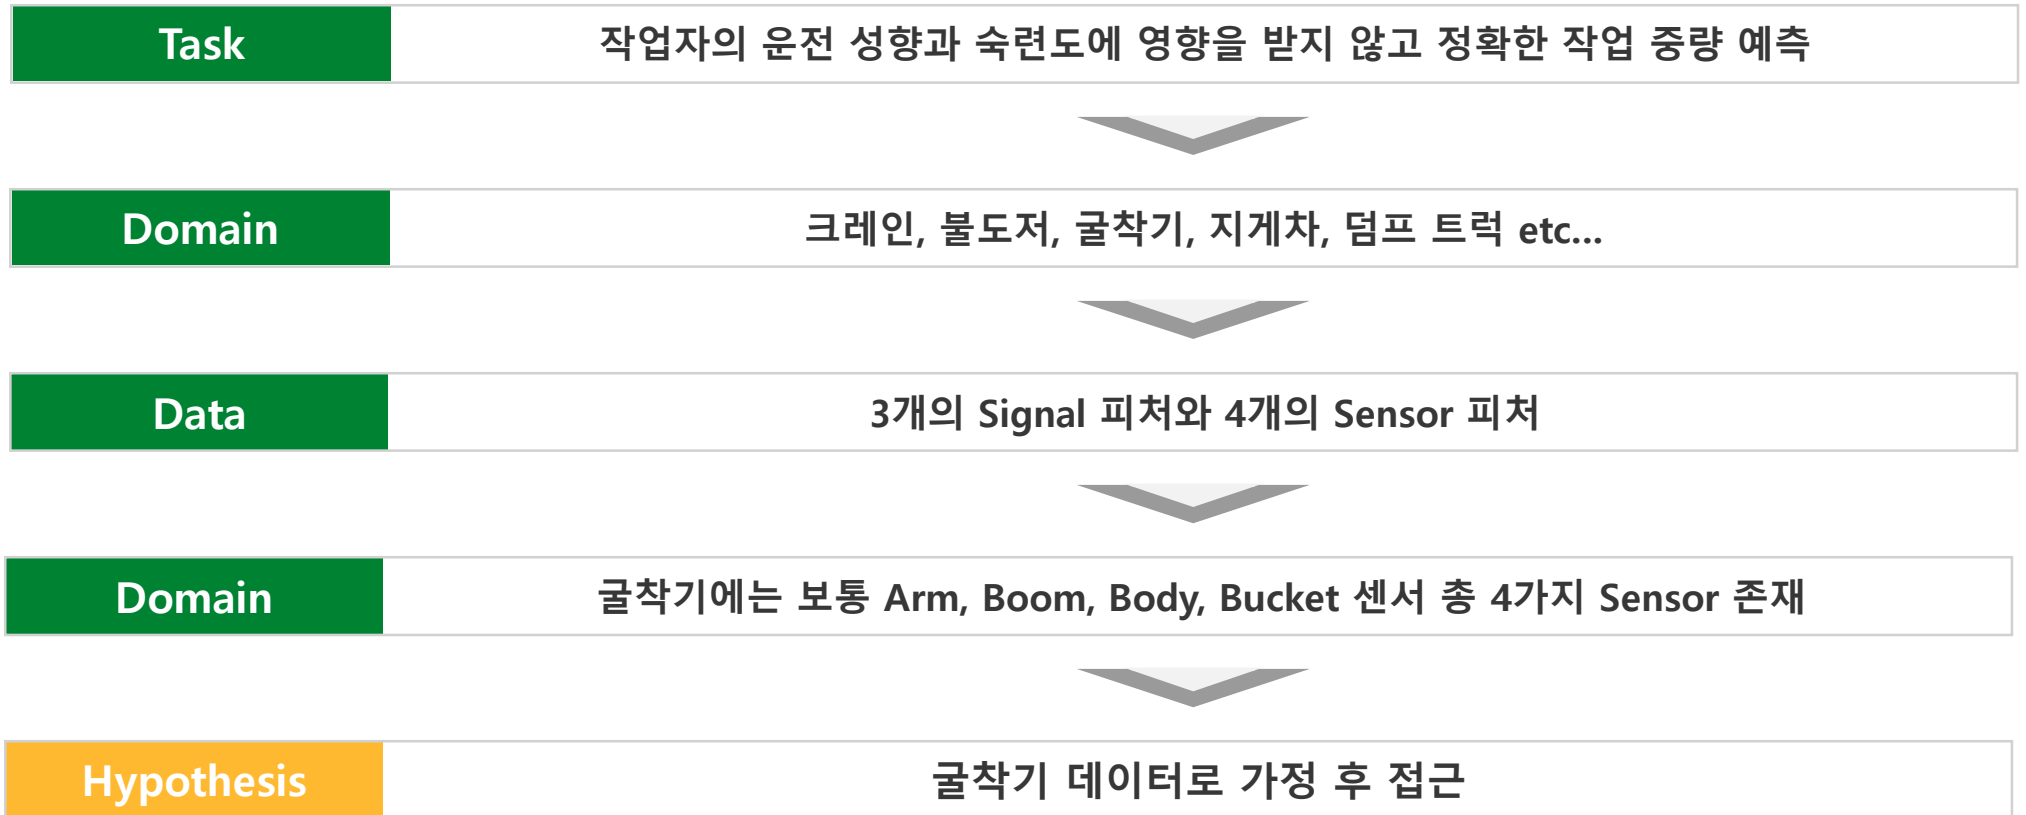 Task
작업자의 운전 성향과 숙련도에 영향을 받지 않고 정확한 작업 중량 예측
Domain
크레인, 불도저, 굴착기, 지게차, 덤프 트럭 etc...
Data
3개의 Signal 피처와 4개의 Sensor 피처
Domain
굴착기에는 보통 Arm, Boom, Body, Bucket 센서 총 4가지 Sensor 존재
Hypothesis
굴착기 데이터로 가정 후 접근